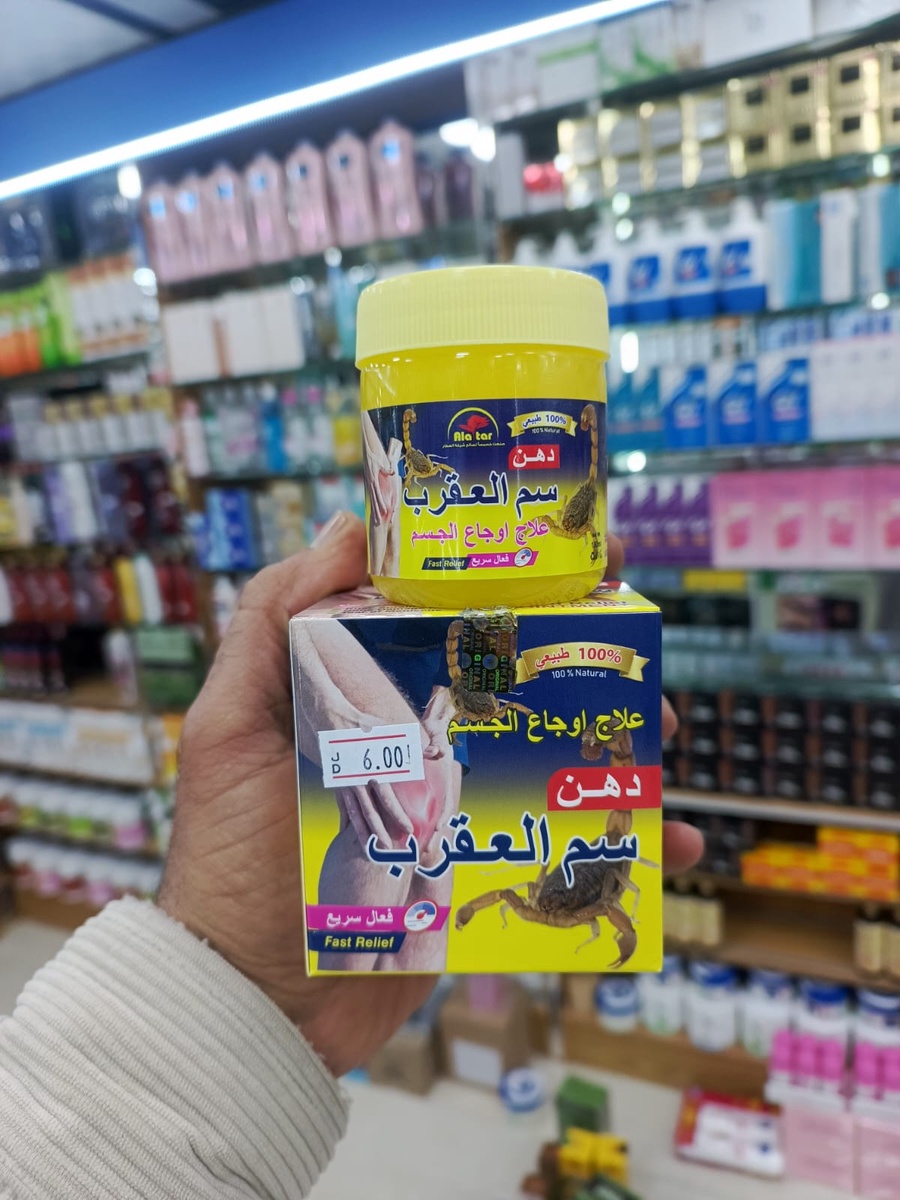 Ala tar
100% طبيعي
100% Natural
دهن
سم العقرب
علاج اوجاع الجسم
Fast Relief
فعال سريع
100% طبيعي
100% Natural
علاج اوجاع الجسم
JD 6.00
دهن
سم العقرب
فعال سريع
Fast Relief